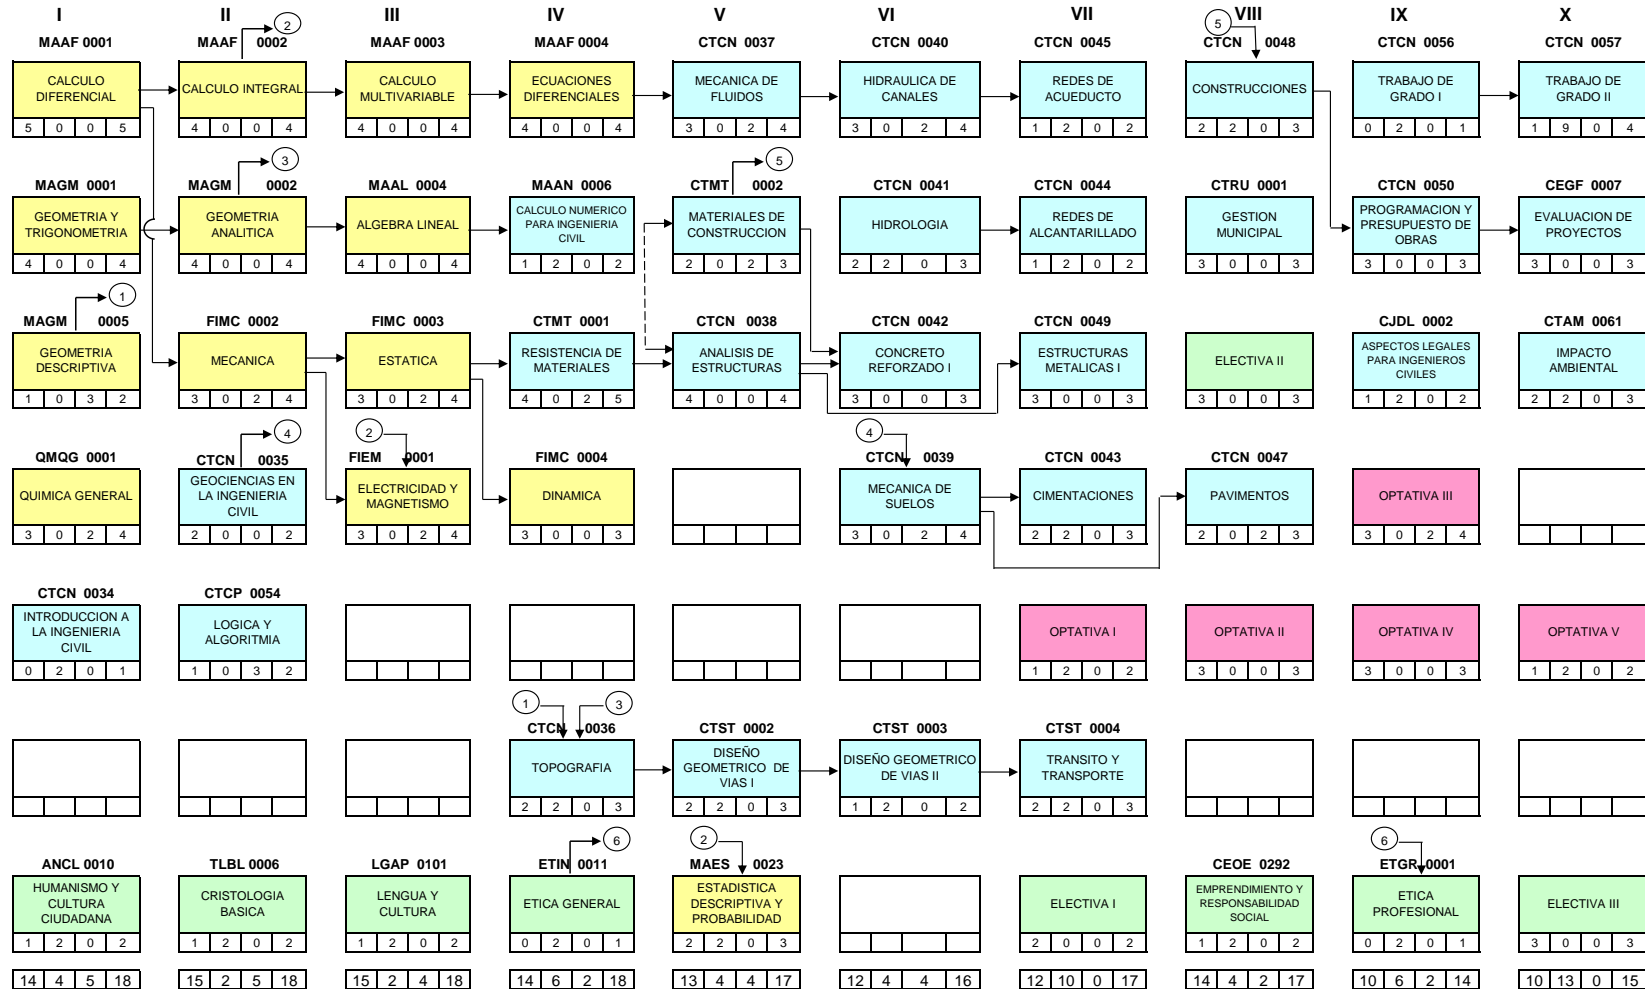 I II III IV V VI VII VIII IX X
2 5
MAAF 0001 MAAF 0002 MAAF 0003 MAAF 0004 CTCN 0037 CTCN 0040 CTCN 0045 CTCN 0048 CTCN 0056 CTCN 0057
CALCULO DIFERENCIAL CALCULO INTEGRAL CALCULO MULTIVARIABLE ECUACIONES DIFERENCIALES MECANICA DE FLUIDOS HIDRAULICA DE CANALES REDES DE ACUEDUCTO CONSTRUCCIONES TRABAJO DE GRADO I TRABAJO DE GRADO II
5 0 0 5 4 0 0 4 4 0 0 4 4 0 0 4 3 0 2 4 3 0 2 4 1 2 0 2 2 2 0 3 0 2 0 1 1 9 0 4
3 5
MAGM 0001 MAGM 0002 MAAL 0004 MAAN 0006 CTMT 0002 CTCN 0041 CTCN 0044 CTRU 0001 CTCN 0050 CEGF 0007
GEOMETRIA Y TRIGONOMETRIA GEOMETRIA ANALITICA ALGEBRA LINEAL CALCULO NUMERICO PARA INGENIERIA CIVIL MATERIALES DE CONSTRUCCION HIDROLOGIA REDES DE ALCANTARILLADO GESTION MUNICIPAL PROGRAMACION Y PRESUPUESTO DE OBRAS EVALUACION DE PROYECTOS
4 0 0 4 4 0 0 4 4 0 0 4 1 2 0 2 2 0 2 3 2 2 0 3 1 2 0 2 3 0 0 3 3 0 0 3 3 0 0 3
1
MAGM 0005 FIMC 0002 FIMC 0003 CTMT 0001 CTCN 0038 CTCN 0042 CTCN 0049 CJDL 0002 CTAM 0061
GEOMETRIA DESCRIPTIVA MECANICA ESTATICA RESISTENCIA DE MATERIALES ANALISIS DE ESTRUCTURAS CONCRETO REFORZADO I ESTRUCTURAS METALICAS I ELECTIVA II ASPECTOS LEGALES PARA INGENIEROS CIVILES IMPACTO AMBIENTAL
1 0 3 2 3 0 2 4 3 0 2 4 4 0 2 5 4 0 0 4 3 0 0 3 3 0 0 3 3 0 0 3 1 2 0 2 2 2 0 3
4 2 4
QMQG 0001 CTCN 0035 FIEM 0001 FIMC 0004 CTCN 0039 CTCN 0043 CTCN 0047
QUIMICA GENERAL GEOCIENCIAS EN LA INGENIERIA CIVIL ELECTRICIDAD Y MAGNETISMO DINAMICA MECANICA DE SUELOS CIMENTACIONES PAVIMENTOS OPTATIVA III
3 0 2 4 2 0 0 2 3 0 2 4 3 0 0 3 3 0 2 4 2 2 0 3 2 0 2 3 3 0 2 4
CTCN 0034 CTCP 0054
INTRODUCCION A LA INGENIERIA CIVIL LOGICA Y ALGORITMIA OPTATIVA I OPTATIVA II OPTATIVA IV OPTATIVA V
0 2 0 1 1 0 3 2 1 2 0 2 3 0 0 3 3 0 0 3 1 2 0 2
1 3
CTCN 0036 CTST 0002 CTST 0003 CTST 0004
TOPOGRAFIA DISEÑO GEOMETRICO DE VIAS I DISEÑO GEOMETRICO DE VIAS II TRANSITO Y TRANSPORTE
2 2 0 3 2 2 0 3 1 2 0 2 2 2 0 3
6 2 6
ANCL 0010 TLBL 0006 LGAP 0101 ETIN 0011 MAES 0023 CEOE 0292 ETGR 0001
HUMANISMO Y CULTURA CIUDADANA CRISTOLOGIA BASICA LENGUA Y CULTURA ETICA GENERAL ESTADISTICA DESCRIPTIVA Y PROBABILIDAD ELECTIVA I EMPRENDIMIENTO Y RESPONSABILIDAD SOCIAL ETICA PROFESIONAL ELECTIVA III
1 2 0 2 1 2 0 2 1 2 0 2 0 2 0 1 2 2 0 3 2 0 0 2 1 2 0 2 0 2 0 1 3 0 0 3
14 4 5 18 15 2 5 18 15 2 4 18 14 6 2 18 13 4 4 17 12 4 4 16 12 10 0 17 14 4 2 17 10 6 2 14 10 13 0 15